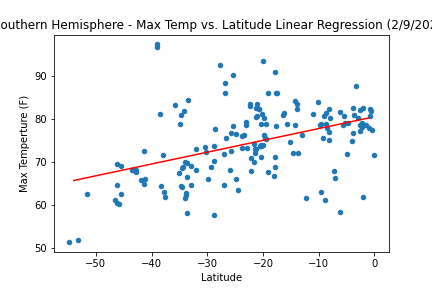 outhern Hemisphere - Max Temp vs. Latitude Linear Regression (2/9/202
Max Temperture (F)
90
80
70
60
50
−50 −40 −30 −20 −10 0
Latitude